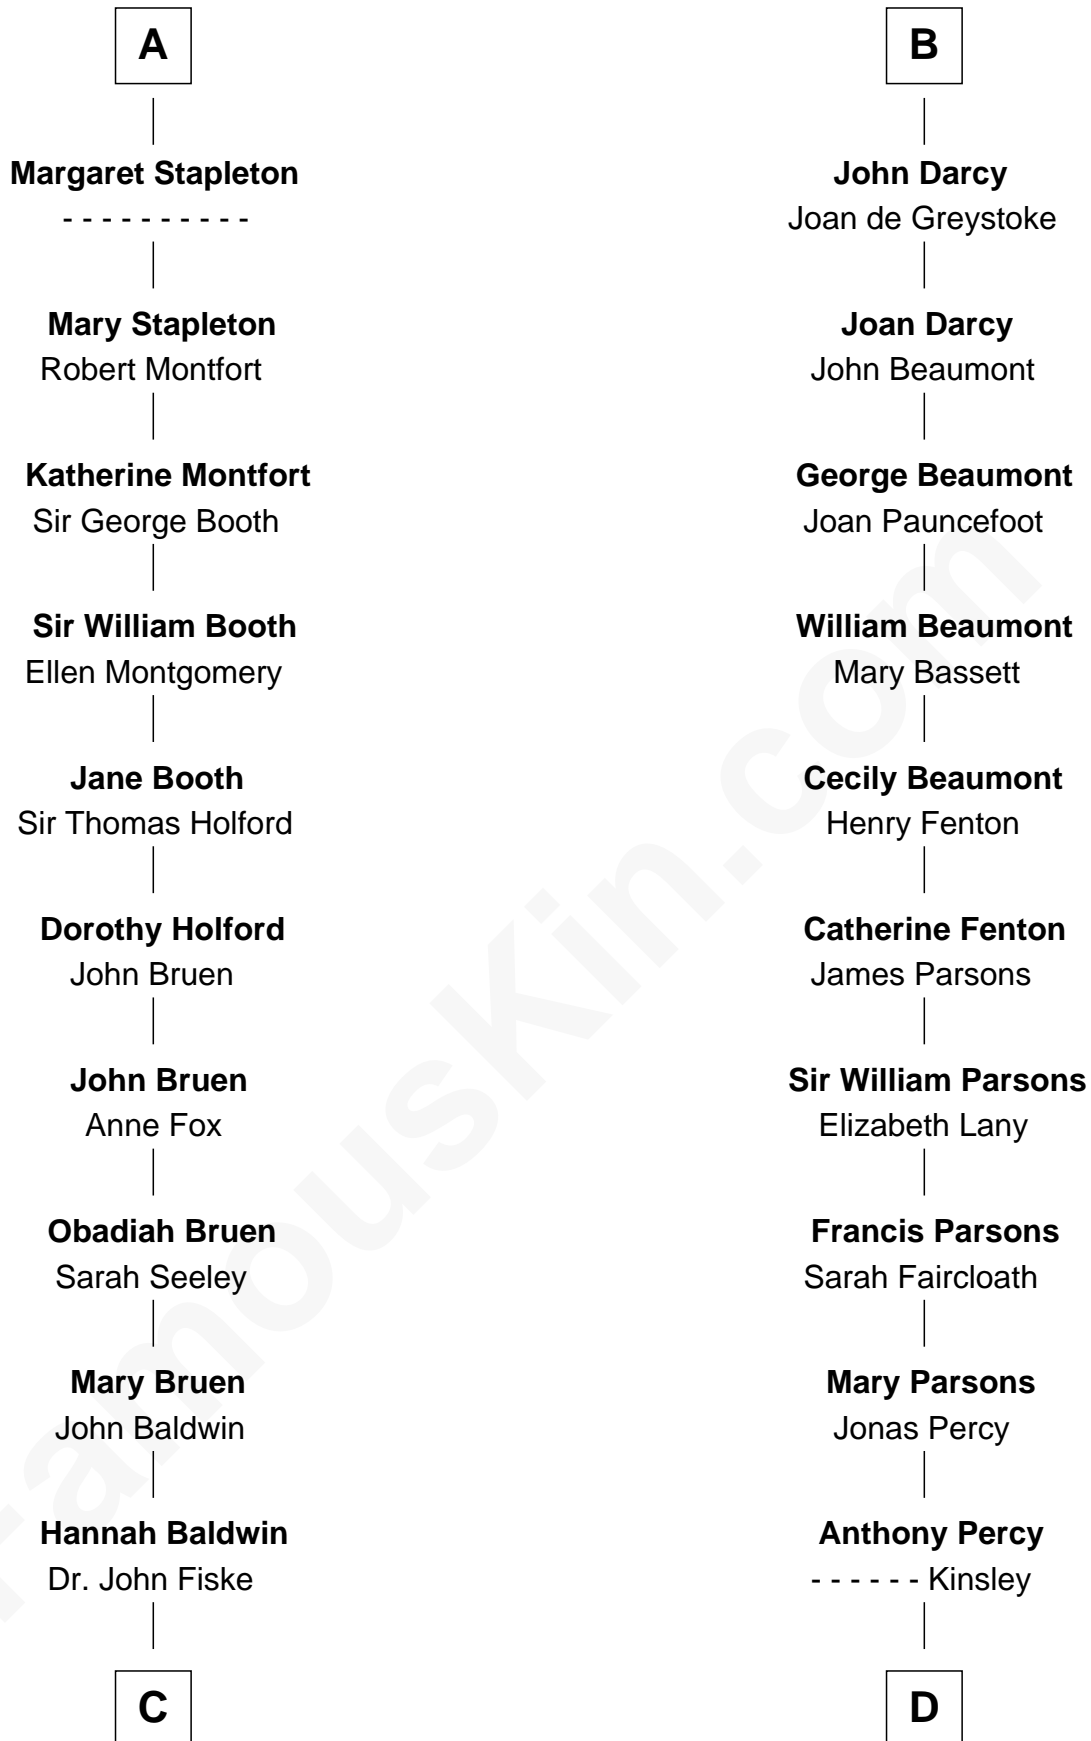 A
Margaret Stapleton
- - - - - - - - - -
Mary Stapleton
Robert Montfort
Katherine Montfort
Sir George Booth
Sir William Booth
Ellen Montgomery
Jane Booth
Sir Thomas Holford
Dorothy Holford
John Bruen
John Bruen
Anne Fox
Obadiah Bruen
Sarah Seeley
Mary Bruen
John Baldwin
Hannah Baldwin
Dr. John Fiske
C
B
John Darcy
Joan de Greystoke
Joan Darcy
John Beaumont
George Beaumont
Joan Pauncefoot
William Beaumont
Mary Bassett
Cecily Beaumont
Henry Fenton
Catherine Fenton
James Parsons
Sir William Parsons
Elizabeth Lany
Francis Parsons
Sarah Faircloath
Mary Parsons
Jonas Percy
Anthony Percy
- - - - - - Kinsley
D
FamousKin.com